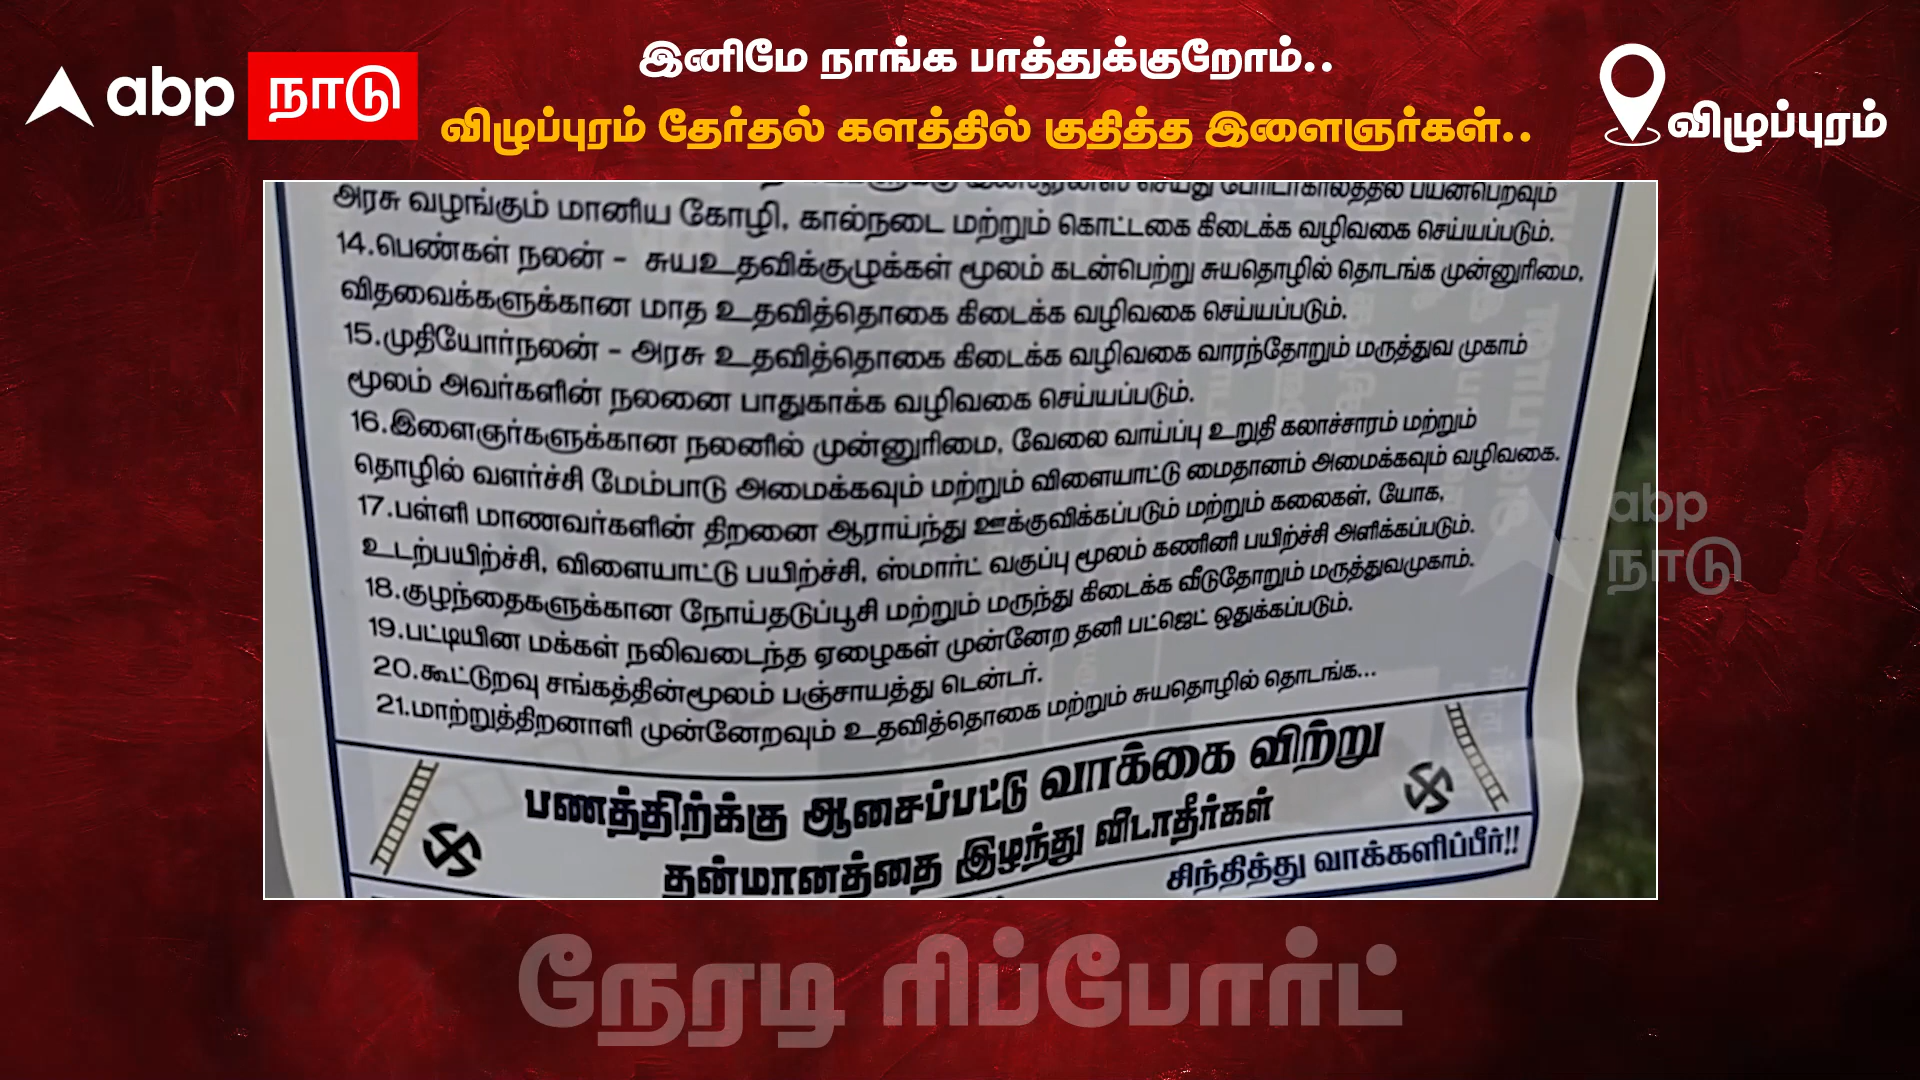 abp நாடு
இனிமே நாங்க பாத்துக்குறோம்..
விழுப்புரம் தேர்தல் களத்தில் குதித்த இளைஞர்கள்..
விழுப்புரம்
செய்து பயன்பெறவும்
அரசு வழங்கும் மானிய கோழி, கால்நடை மற்றும் கொட்டகை கிடைக்க வழிவகை செய்யப்படும்.
14.பெண்கள் நலன் - சுயஉதவிக்குழுக்கள் மூலம் கடன்பெற்று சுயதொழில் தொடங்க முன்னுரிமை,
விதவைக்களுக்கான மாத உதவித்தொகை கிடைக்க வழிவகை செய்யப்படும்.
15.முதியோர்நலன் - அரசு உதவித்தொகை கிடைக்க வழிவகை வாரந்தோறும் மருத்துவ முகாம்
மூலம் அவர்களின் நலனை பாதுகாக்க வழிவகை செய்யப்படும்.
16.இளைஞர்களுக்கான நலனில் முன்னுரிமை, வேலை வாய்ப்பு உறுதி கலாச்சாரம் மற்றும்
தொழில் வளர்ச்சி மேம்பாடு அமைக்கவும் மற்றும் விளையாட்டு மைதானம் அமைக்கவும் வழிவகை.
17.பள்ளி மாணவர்களின் திறனை ஆராய்ந்து ஊக்குவிக்கப்படும் மற்றும் கலைகள், யோக,
உடற்பயிற்ச்சி, விளையாட்டு பயிற்ச்சி, ஸ்மார்ட் வகுப்பு மூலம் கணினி பயிற்ச்சி அளிக்கப்படும்.
18.குழந்தைகளுக்கான நோய்தடுப்பூசி மற்றும் மருந்து கிடைக்க வீடுதோறும் மருத்துவமுகாம்.
19.பட்டியின மக்கள் நலிவடைந்த ஏழைகள் முன்னேற தனி பட்ஜெட் ஒதுக்கப்படும்.
20.கூட்டுறவு சங்கத்தின்மூலம் பஞ்சாயத்து டென்டர்.
21.மாற்றுத்திறனாளி முன்னேறவும் உதவித்தொகை மற்றும் சுயதொழில் தொடங்க...
பணத்திற்க்கு ஆசைப்பட்டு வாக்கை விற்று
தன்மானத்தை இழந்து விடாதீர்கள்
சிந்தித்து வாக்களிப்பீர்!!
abp
நாடு
நேரடி ரிப்போர்ட்